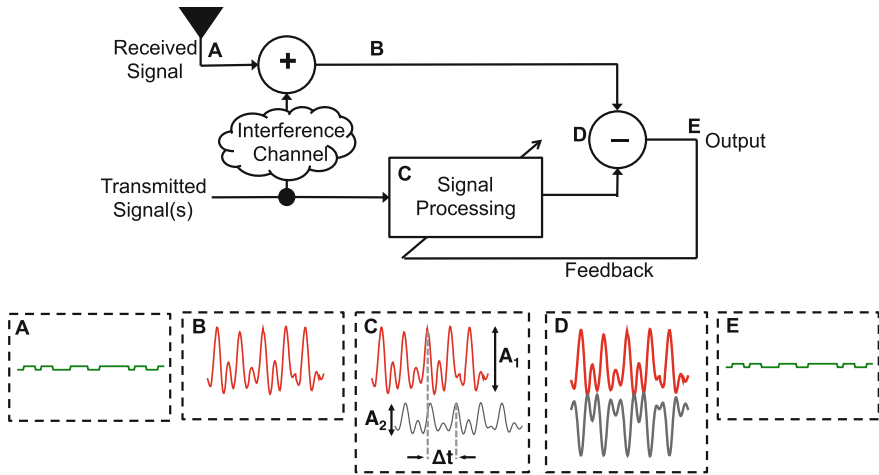 Received
Signal
A
+
B
Interference
Channel
D
−
E
Output
Transmitted
Signal(s)
C
Signal
Processing
Feedback
A
B
C
A1
A2
Δt
D
E